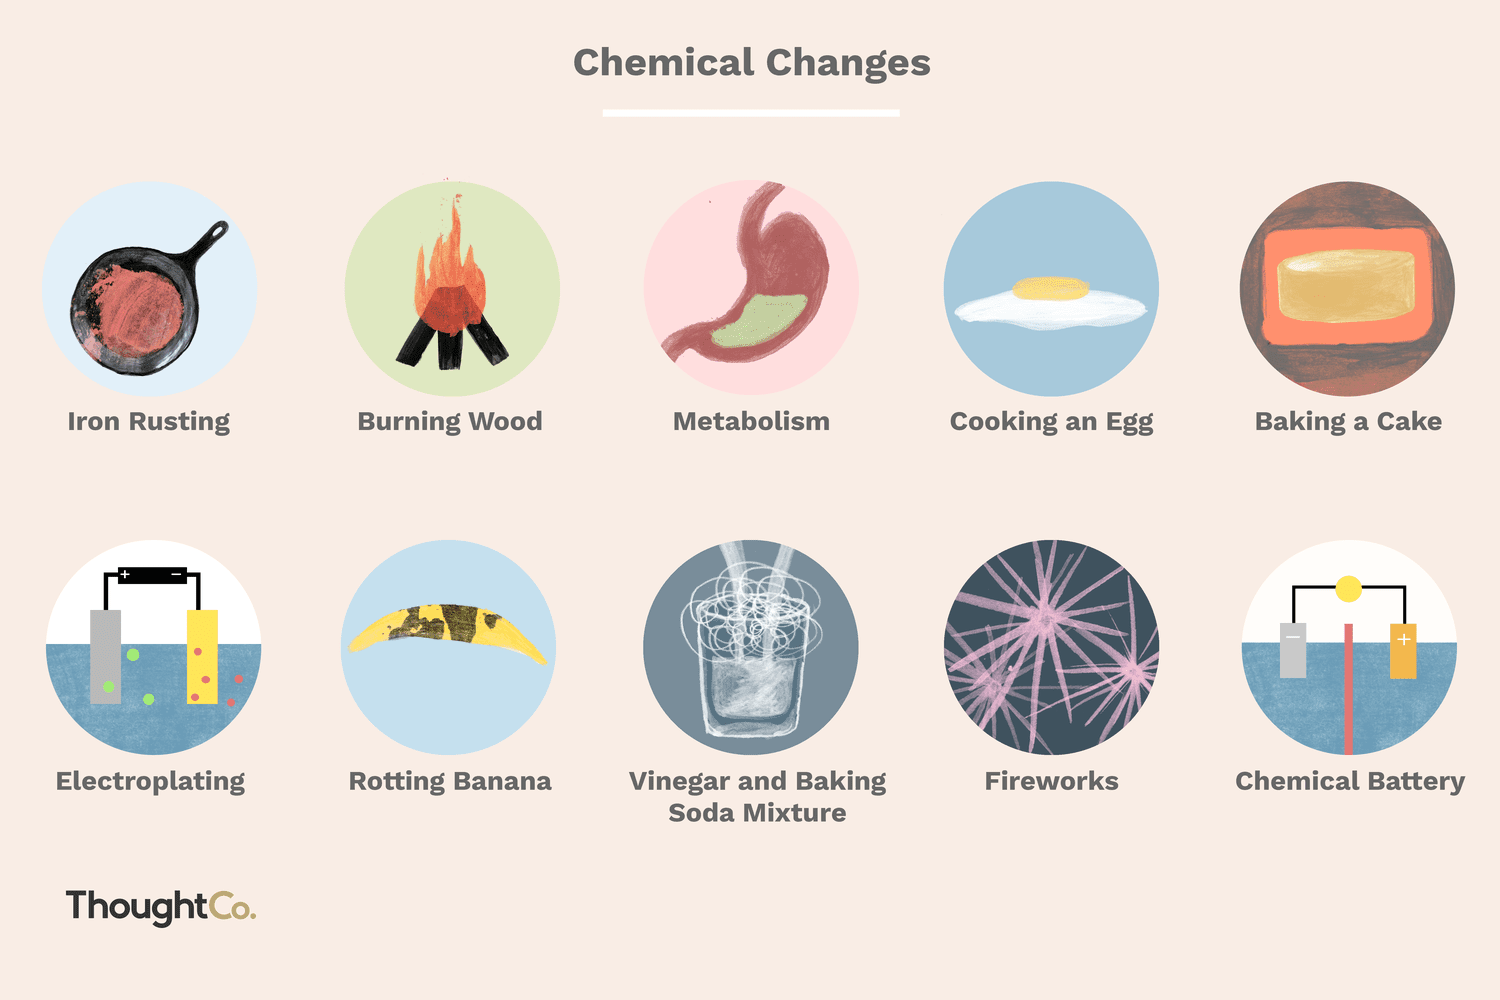 Chemical Changes
Iron Rusting
Burning Wood
Metabolism
Cooking an Egg
Baking a Cake
+ −
− +
Electroplating
Rotting Banana
Vinegar and Baking
Soda Mixture
Fireworks
Chemical Battery
ThoughtCo.